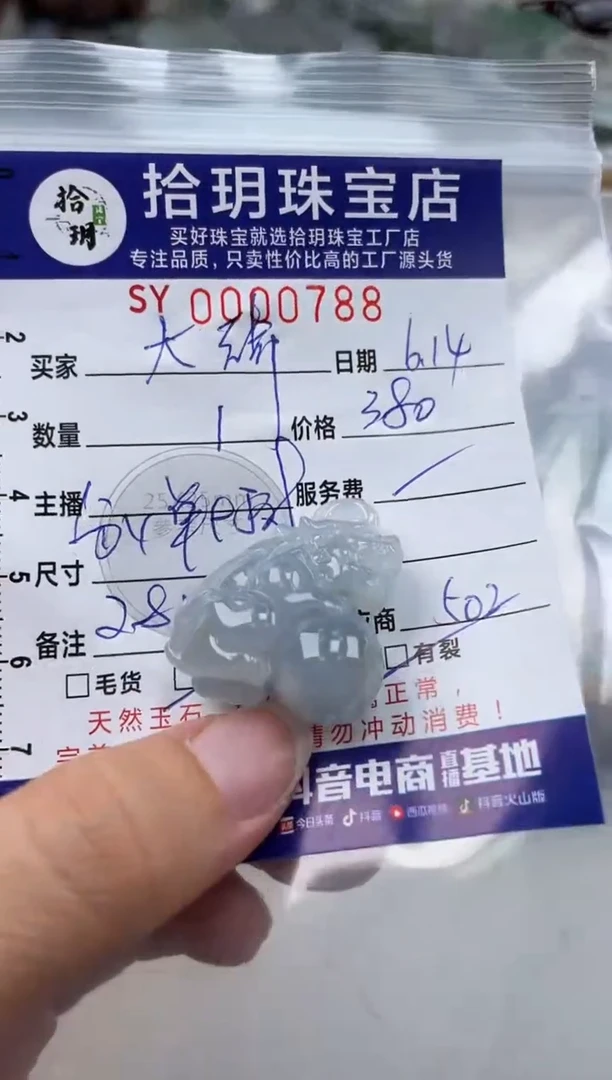 拾玥
拾玥珠宝店
买好珠宝就选拾玥珠宝工厂店
专注品质，只卖性价比高的工厂源头货
SY 0000788
买家 大 日期 6.14
数量 1 价格 380
主播 服务费
尺寸
备注 28 商 502
毛货 有裂
天然玉石 正常，
请勿冲动消费！
抖音电商直播基地
今日头条 抖音 西瓜视频 抖音火山版